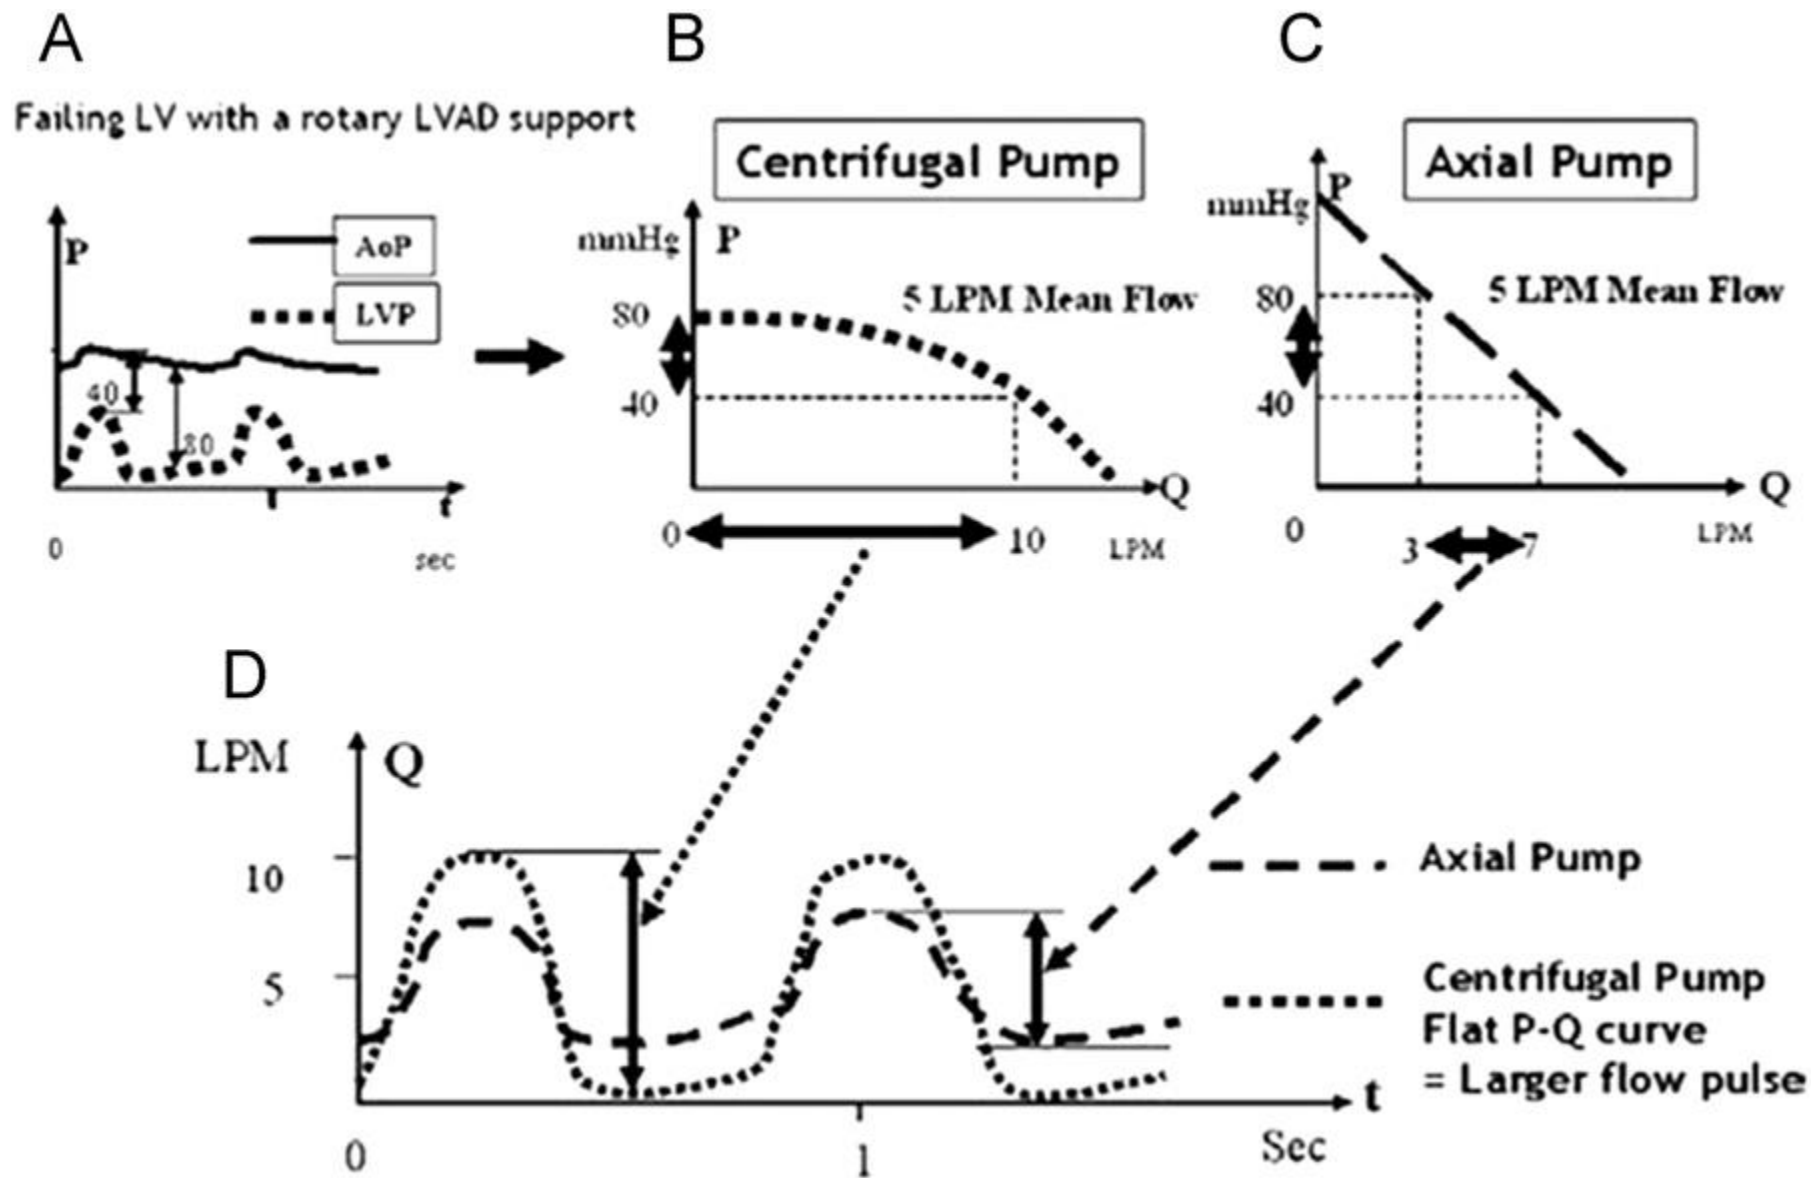 A
B
C
Failing LV with a rotary LVAD support
Centrifugal Pump
Axial Pump
P
AoP
LVP
40
80
0
t
sec
mmHg
P
5 LPM Mean Flow
80
40
Q
0
10
LPM
mmHg
P
5 LPM Mean Flow
80
40
Q
0
3
7
LPM
D
LPM
Q
10
5
0
1
t
Sec
Axial Pump
Centrifugal Pump
Flat P-Q curve
= Larger flow pulse